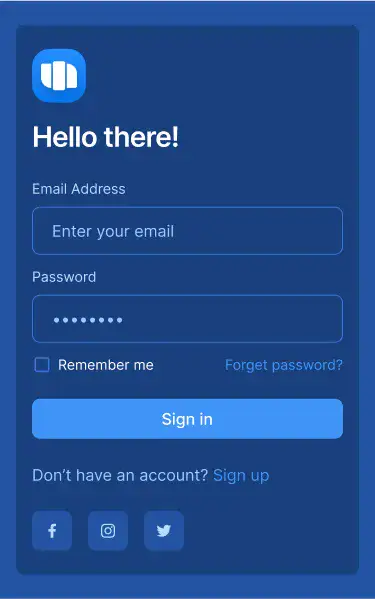 Hello there!
Email Address
Enter your email
Password
••••••••
Remember me
Forget password?
Sign in
Don’t have an account? Sign up